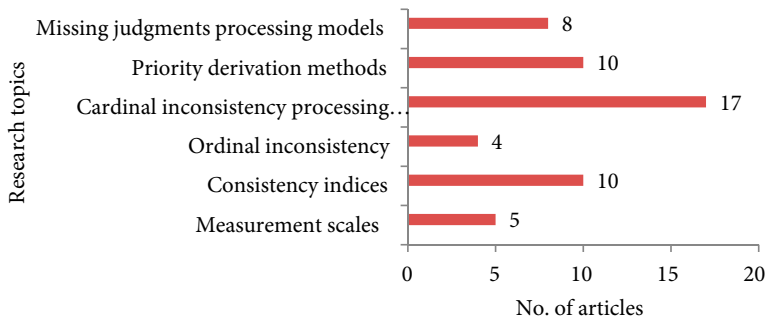 Research topics
Missing judgments processing models
8
Priority derivation methods
10
Cardinal inconsistency processing…
17
Ordinal inconsistency
4
Consistency indices
10
Measurement scales
5
0 5 10 15 20
No. of articles